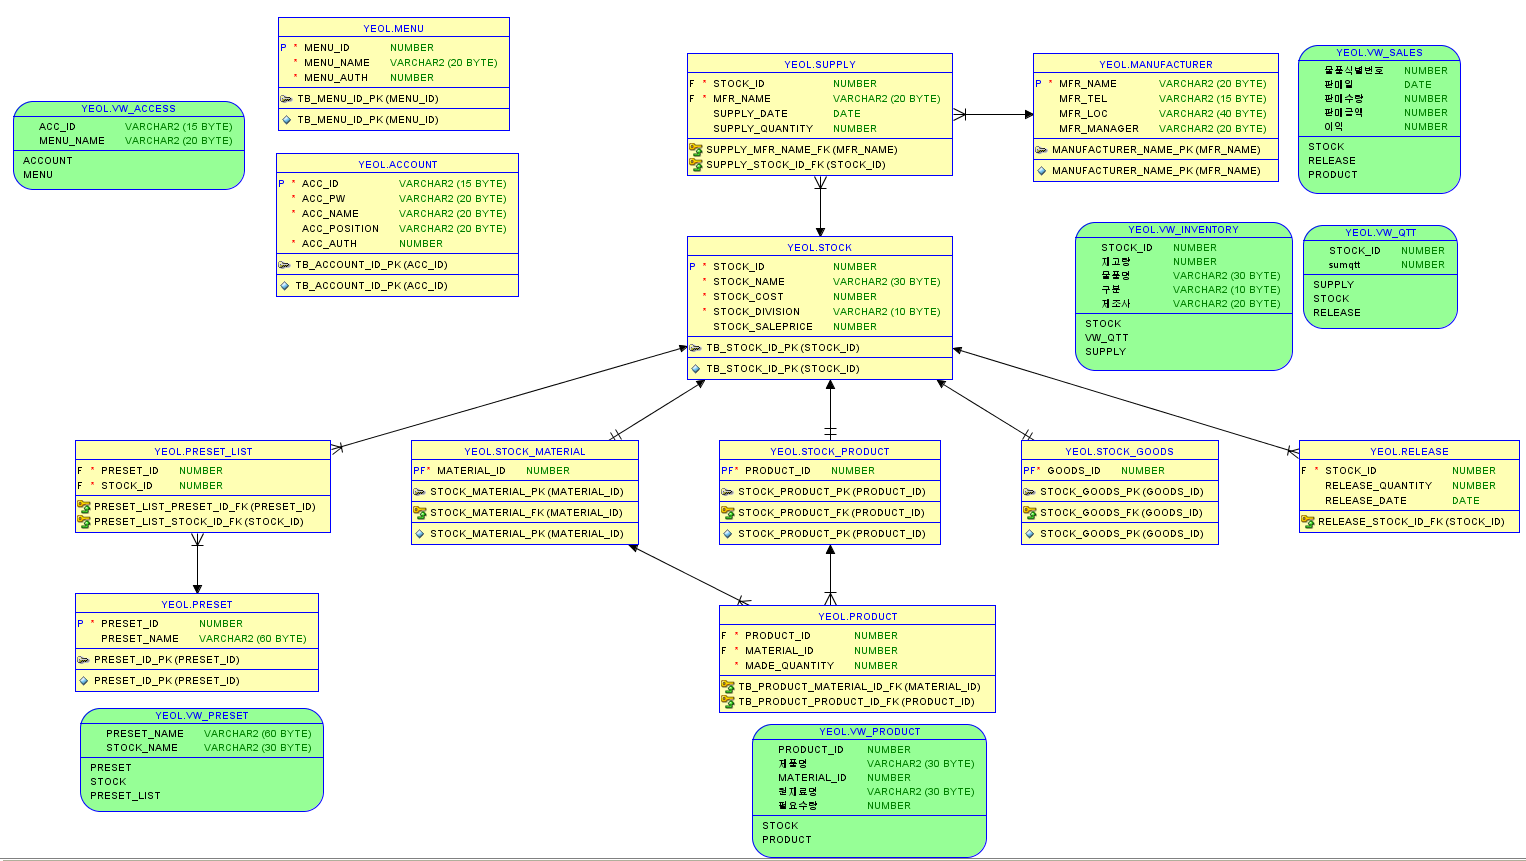 YEOL.MENU
P * MENU_ID NUMBER
* MENU_NAME VARCHAR2 (20 BYTE)
* MENU_AUTH NUMBER
TB_MENU_ID_PK (MENU_ID)
TB_MENU_ID_PK (MENU_ID)
YEOL.VW_ACCESS
ACC_ID VARCHAR2 (15 BYTE)
MENU_NAME VARCHAR2 (20 BYTE)
ACCOUNT
MENU
YEOL.ACCOUNT
P * ACC_ID VARCHAR2 (15 BYTE)
* ACC_PW VARCHAR2 (20 BYTE)
* ACC_NAME VARCHAR2 (20 BYTE)
ACC_POSITION VARCHAR2 (20 BYTE)
* ACC_AUTH NUMBER
TB_ACCOUNT_ID_PK (ACC_ID)
TB_ACCOUNT_ID_PK (ACC_ID)
YEOL.SUPPLY
F * STOCK_ID NUMBER
F * MFR_NAME VARCHAR2 (20 BYTE)
SUPPLY_DATE DATE
SUPPLY_QUANTITY NUMBER
SUPPLY_MFR_NAME_FK (MFR_NAME)
SUPPLY_STOCK_ID_FK (STOCK_ID)
YEOL.MANUFACTURER
P * MFR_NAME VARCHAR2 (20 BYTE)
MFR_TEL VARCHAR2 (15 BYTE)
MFR_LOC VARCHAR2 (40 BYTE)
MFR_MANAGER VARCHAR2 (20 BYTE)
MANUFACTURER_NAME_PK (MFR_NAME)
MANUFACTURER_NAME_PK (MFR_NAME)
YEOL.VW_SALES
물품식별번호 NUMBER
판매일 DATE
판매수량 NUMBER
판매금액 NUMBER
이익 NUMBER
STOCK
RELEASE
PRODUCT
YEOL.STOCK
P * STOCK_ID NUMBER
* STOCK_NAME VARCHAR2 (30 BYTE)
* STOCK_COST NUMBER
* STOCK_DIVISION VARCHAR2 (10 BYTE)
STOCK_SALEPRICE NUMBER
TB_STOCK_ID_PK (STOCK_ID)
TB_STOCK_ID_PK (STOCK_ID)
YEOL.VW_INVENTORY
STOCK_ID NUMBER
재고량 NUMBER
물품명 VARCHAR2 (30 BYTE)
구분 VARCHAR2 (10 BYTE)
제조사 VARCHAR2 (20 BYTE)
STOCK
VW_QTT
SUPPLY
YEOL.VW_QTT
STOCK_ID NUMBER
sumqtt NUMBER
SUPPLY
STOCK
RELEASE
YEOL.PRESET_LIST
F * PRESET_ID NUMBER
F * STOCK_ID NUMBER
PRESET_LIST_PRESET_ID_FK (PRESET_ID)
PRESET_LIST_STOCK_ID_FK (STOCK_ID)
YEOL.STOCK_MATERIAL
PF* MATERIAL_ID NUMBER
STOCK_MATERIAL_PK (MATERIAL_ID)
STOCK_MATERIAL_FK (MATERIAL_ID)
STOCK_MATERIAL_PK (MATERIAL_ID)
YEOL.STOCK_PRODUCT
PF* PRODUCT_ID NUMBER
STOCK_PRODUCT_PK (PRODUCT_ID)
STOCK_PRODUCT_FK (PRODUCT_ID)
STOCK_PRODUCT_PK (PRODUCT_ID)
YEOL.STOCK_GOODS
PF* GOODS_ID NUMBER
STOCK_GOODS_PK (GOODS_ID)
STOCK_GOODS_FK (GOODS_ID)
STOCK_GOODS_PK (GOODS_ID)
YEOL.RELEASE
F * STOCK_ID NUMBER
RELEASE_QUANTITY NUMBER
RELEASE_DATE DATE
RELEASE_STOCK_ID_FK (STOCK_ID)
YEOL.PRESET
P * PRESET_ID NUMBER
PRESET_NAME VARCHAR2 (60 BYTE)
PRESET_ID_PK (PRESET_ID)
PRESET_ID_PK (PRESET_ID)
YEOL.PRODUCT
F * PRODUCT_ID NUMBER
F * MATERIAL_ID NUMBER
* MADE_QUANTITY NUMBER
TB_PRODUCT_MATERIAL_ID_FK (MATERIAL_ID)
TB_PRODUCT_PRODUCT_ID_FK (PRODUCT_ID)
YEOL.VW_PRESET
PRESET_NAME VARCHAR2 (60 BYTE)
STOCK_NAME VARCHAR2 (30 BYTE)
PRESET
STOCK
PRESET_LIST
YEOL.VW_PRODUCT
PRODUCT_ID NUMBER
제품명 VARCHAR2 (30 BYTE)
MATERIAL_ID NUMBER
원재료명 VARCHAR2 (30 BYTE)
필요수량 NUMBER
STOCK
PRODUCT